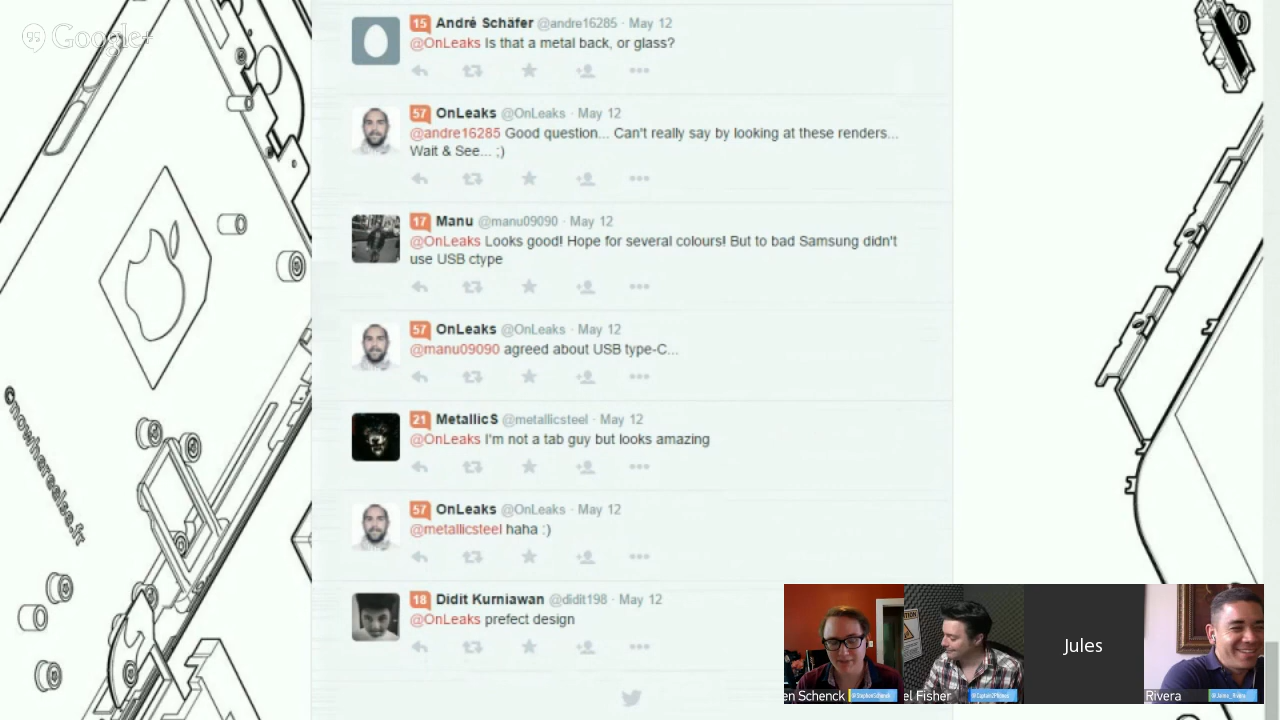 Google+
15 André Schäfer @andre16285 · May 12
@OnLeaks Is that a metal back, or glass?
57 OnLeaks @OnLeaks · May 12
@andre16285 Good question... Can't really say by looking at these renders...
Wait & See... ;)
17 Manu @manu09090 · May 12
@OnLeaks Looks good! Hope for several colours! But to bad Samsung didn't
use USB ctype
57 OnLeaks @OnLeaks · May 12
@manu09090 agreed about USB type-C...
21 MetallicS @metallicsteel · May 12
@OnLeaks I'm not a tab guy but looks amazing
57 OnLeaks @OnLeaks · May 12
@metallicsteel haha :)
18 Didit Kurniawan @didit198 · May 12
@OnLeaks prefect design
©nowhereelse.fr
Jules
en Schenck
el Fisher
Rivera